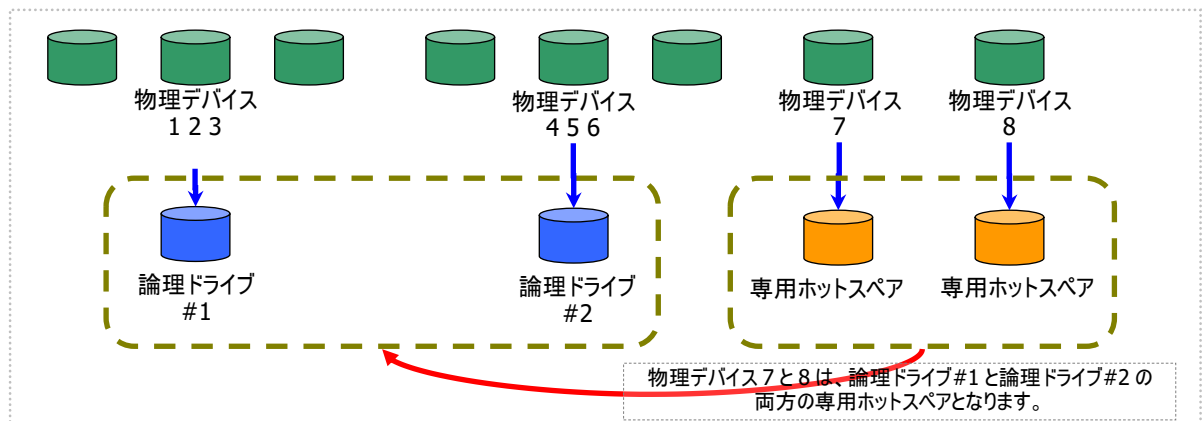 物理デバイス
1 2 3
物理デバイス
4 5 6
物理デバイス
7
物理デバイス
8
論理ドライブ
#1
論理ドライブ
#2
専用ホットスペア
専用ホットスペア
物理デバイス 7 と 8 は、論理ドライブ#1 と論理ドライブ#2 の
両方の専用ホットスペアとなります。